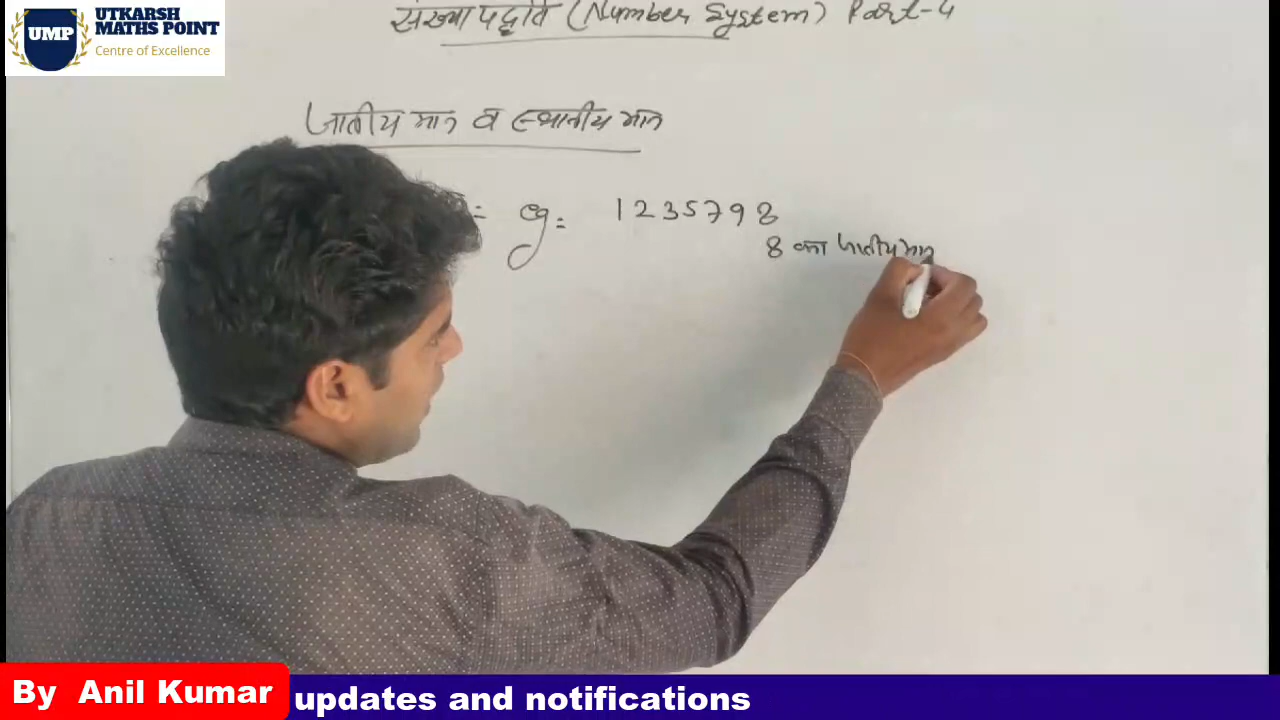 UTKARSH
MATHS POINT
UMP
Centre of Excellence
संख्या पद्धति (Number System) Part-4
जातीय मान व स्थानीय मान
= eg = 1235798
8 का जातीय मान
By Anil Kumar
updates and notifications